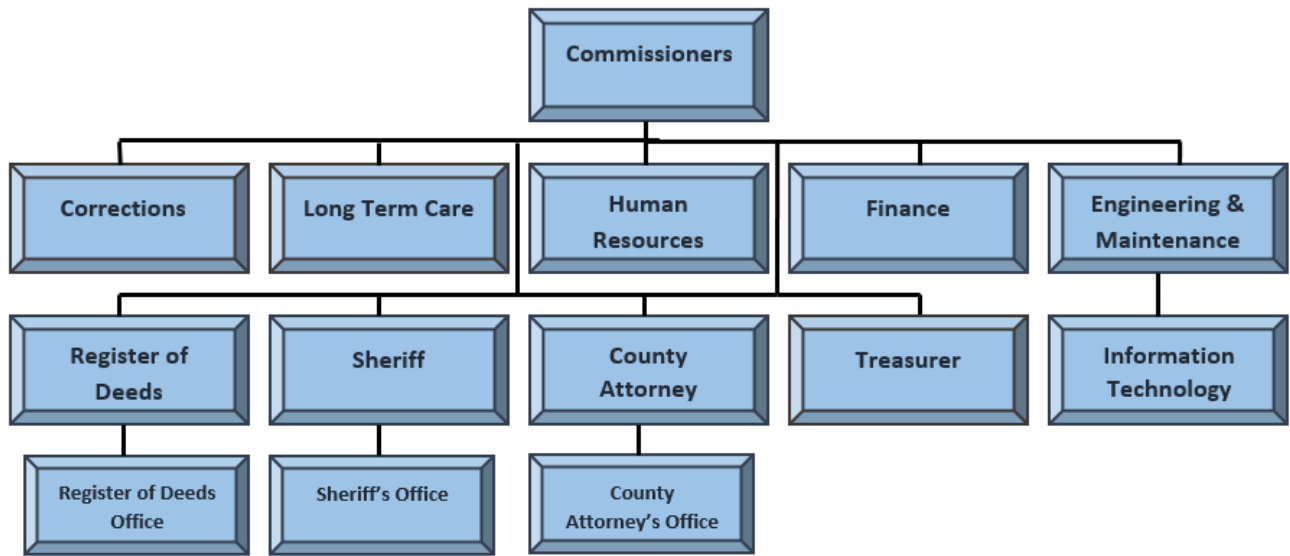 Commissioners
Corrections
Long Term Care
Human
Resources
Finance
Engineering &
Maintenance
Register of
Deeds
Sheriff
County
Attorney
Treasurer
Information
Technology
Register of Deeds
Office
Sheriff’s Office
County
Attorney’s Office